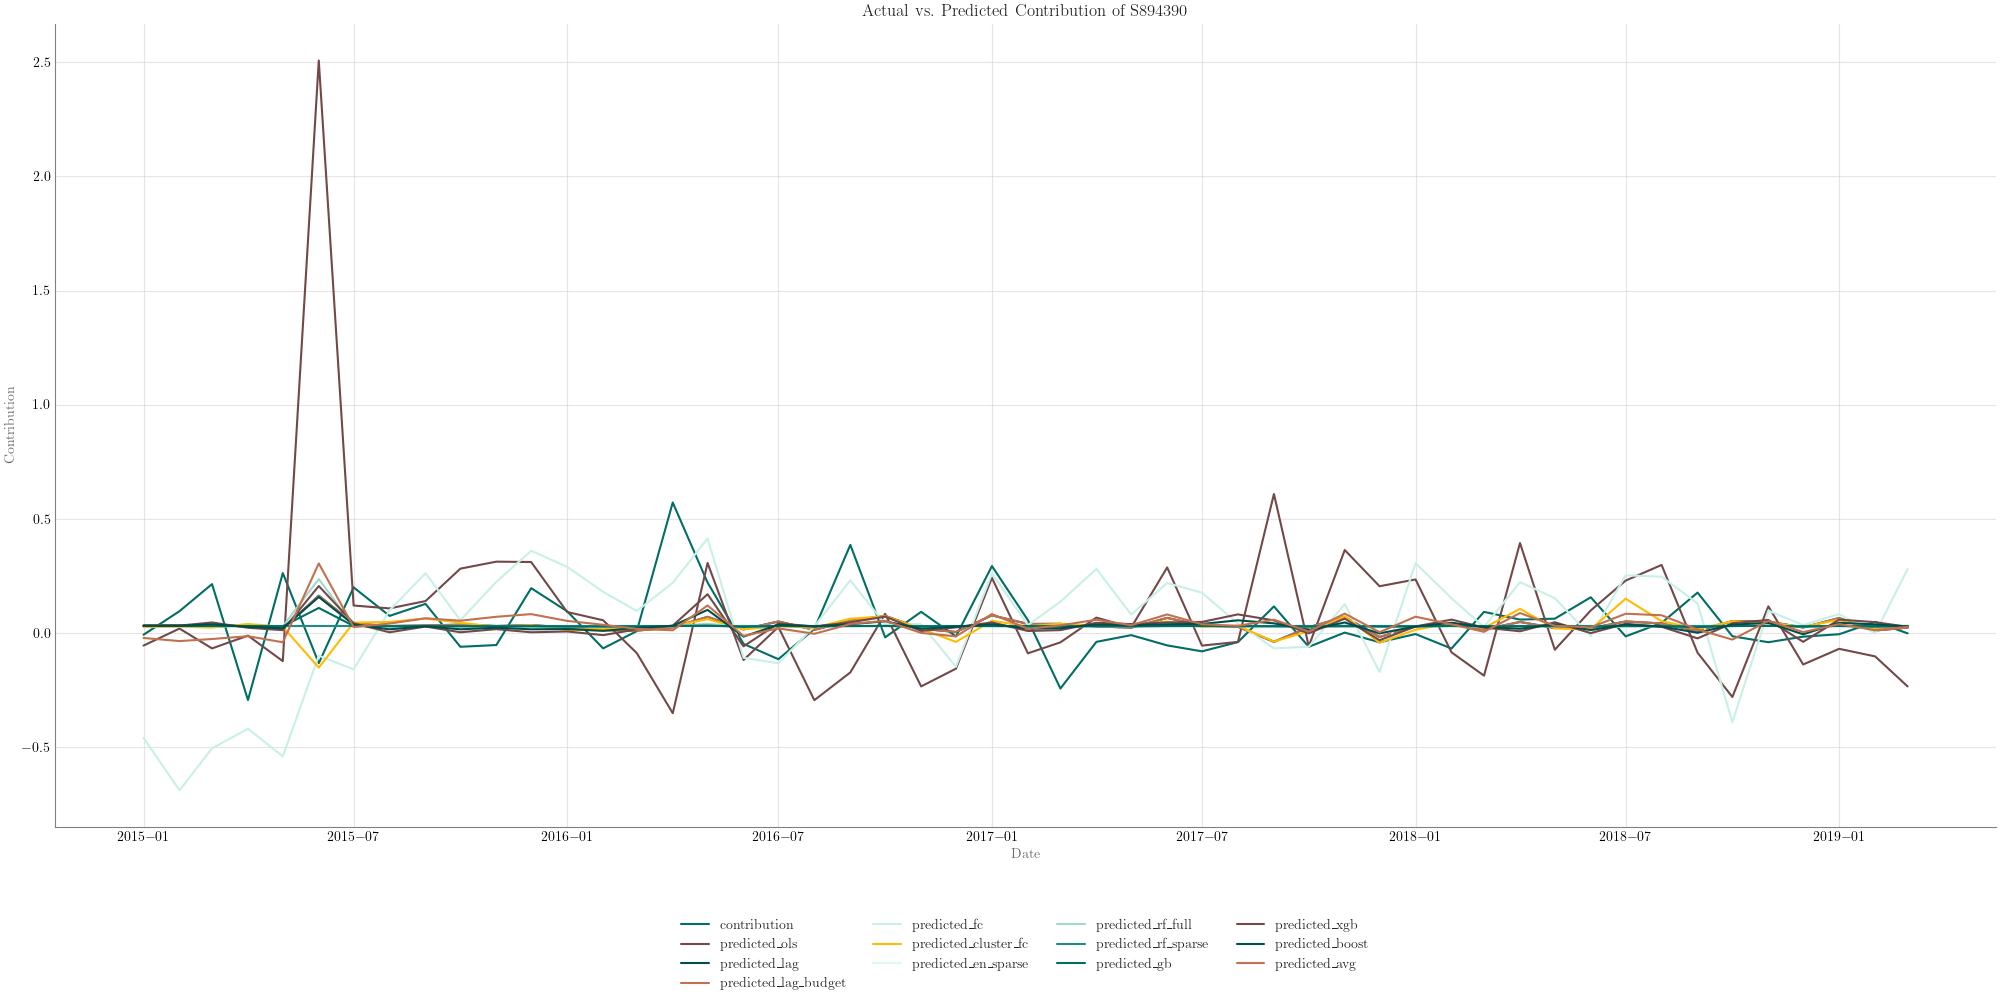 Actual vs. Predicted Contribution of S894390
2.5
2.0
1.5
1.0
0.5
0.0
−0.5
Contribution
2015−01 2015−07 2016−01 2016−07 2017−01 2017−07 2018−01 2018−07 2019−01
Date
contribution predicted_fc predicted_rf_full predicted_xgb
predicted_ols predicted_cluster_fc predicted_rf_sparse predicted_boost
predicted_lag predicted_en_sparse predicted_gb predicted_avg
predicted_lag_budget